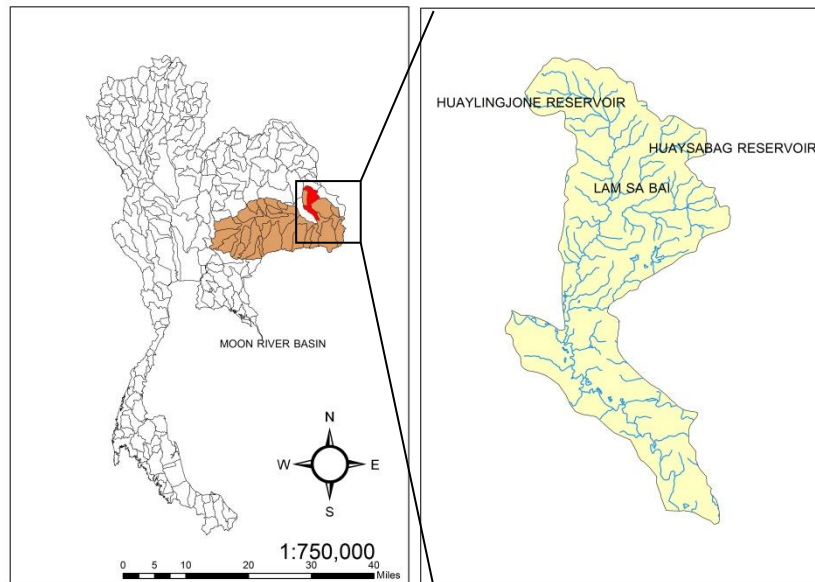 MOON RIVER BASIN
N
W
E
S
1:750,000
0 10 20 30 40
Miles
HUAYLINGJONE RESERVOIR
HUAYSABAG RESERVOIR
LAM SA BAI